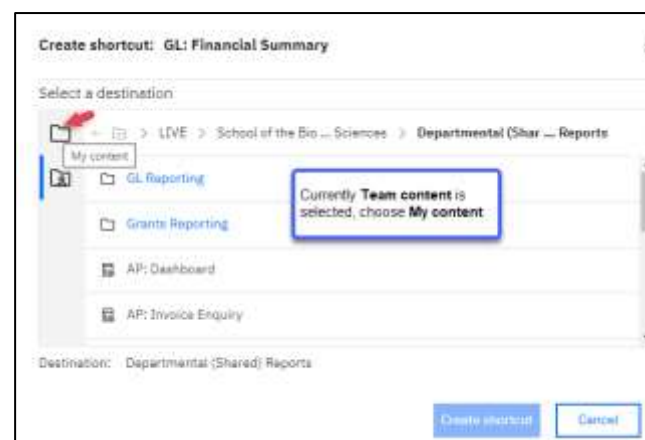 Create shortcut: GL: Financial Summary
Select a destination
> LIVE > School of the Bio ... Sciences > Departmental (Shar ... Reports
My content
GL Reporting
Currently Team content is
selected, choose My content
Grants Reporting
AP: Dashboard
AP: Invoice Enquiry
Destination: Departmental (Shared) Reports
Create shortcut Cancel